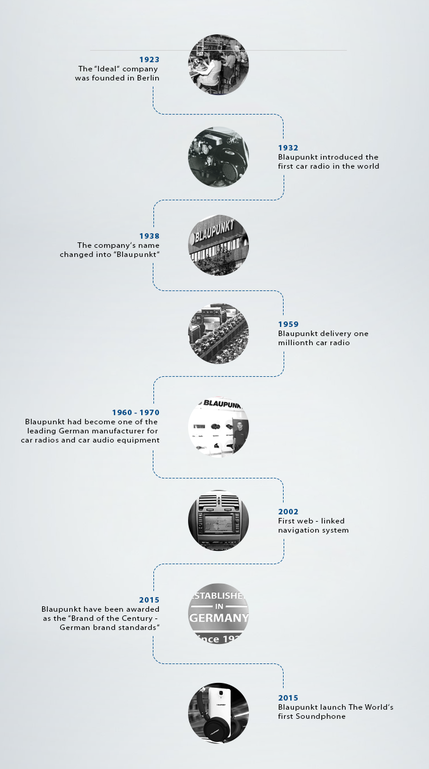 1923
The "Ideal" company
was founded in Berlin
1932
Blaupunkt introduced the
first car radio in the world
1938
The company's name
changed into "Blaupunkt"
BLAUPUNKT
1959
Blaupunkt delivery one
millionth car radio
1960 - 1970
Blaupunkt had become one of the
leading German manufacturer for
car radios and car audio equipment
BLAUPUNK
2002
First web - linked
navigation system
2015
Blaupunkt have been awarded
as the "Brand of the Century -
German brand standards"
STABLISHE
IN
GERMANY
ince 192
2015
Blaupunkt launch The World's
first Soundphone